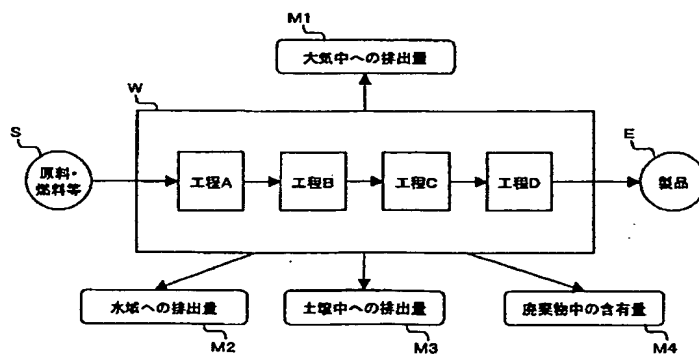 M1
大気中への排出量
W
S
原料・
燃料等
工程A
工程B
工程C
工程D
E
製品
水域への排出量
M2
土壌中への排出量
M3
廃棄物中の含有量
M4